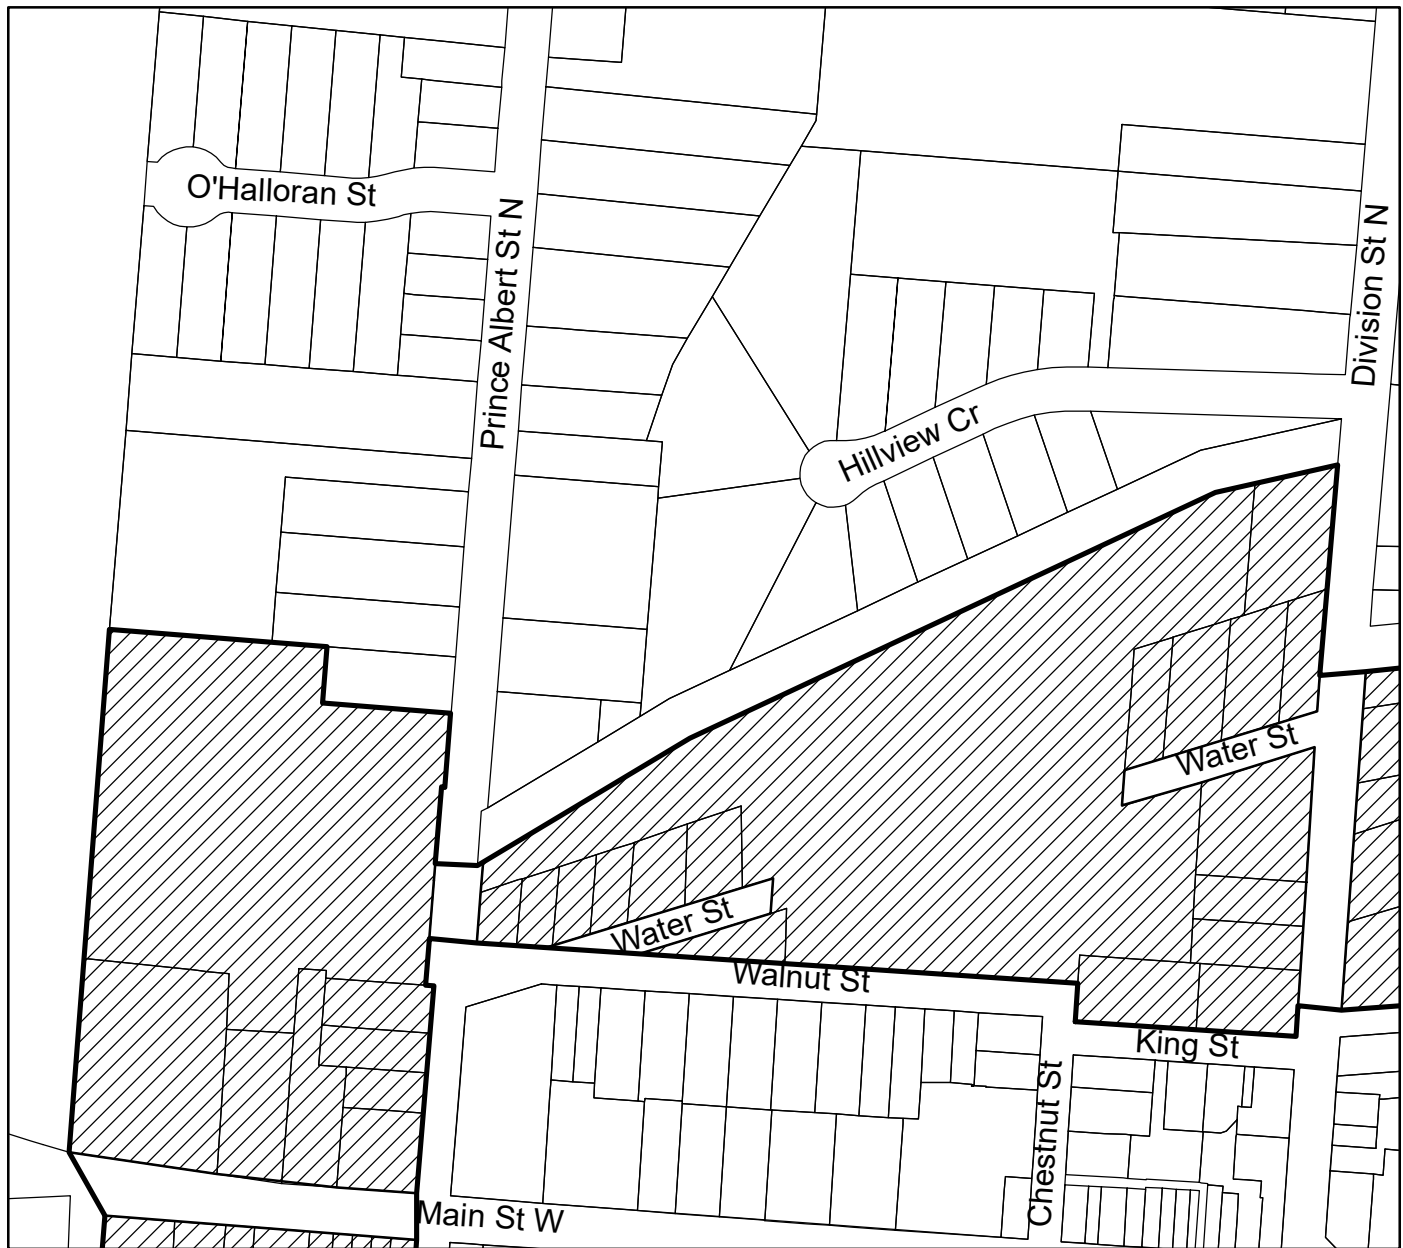 O'Halloran St
Prince Albert St N
Division St N
Hillview Cr
Water St
Water St
Walnut St
King St
Chestnut St
Main St W